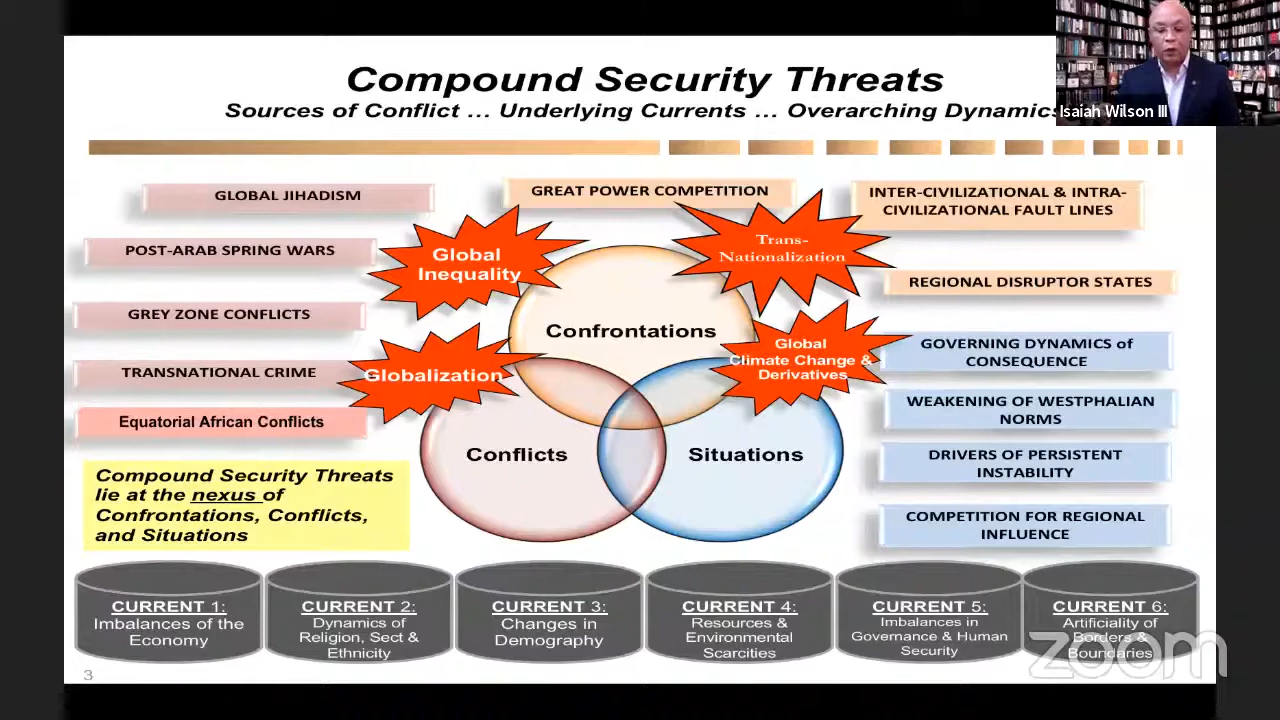 Compound Security Threats
Sources of Conflict ... Underlying Currents ... Overarching Dynamics
Isaiah Wilson III
GLOBAL JIHADISM
GREAT POWER COMPETITION
INTER-CIVILIZATIONAL & INTRA-
CIVILIZATIONAL FAULT LINES
POST-ARAB SPRING WARS
Global
Inequality
Trans-
Nationalization
REGIONAL DISRUPTOR STATES
GREY ZONE CONFLICTS
Confrontations
Global
Climate Change &
Derivatives
GOVERNING DYNAMICS of
CONSEQUENCE
TRANSNATIONAL CRIME
Globalization
WEAKENING OF WESTPHALIAN
NORMS
Equatorial African Conflicts
Conflicts
Situations
DRIVERS OF PERSISTENT
INSTABILITY
Compound Security Threats
lie at the nexus of
Confrontations, Conflicts,
and Situations
COMPETITION FOR REGIONAL
INFLUENCE
CURRENT 1:
Imbalances of the
Economy
CURRENT 2:
Dynamics of
Religion, Sect &
Ethnicity
CURRENT 3:
Changes in
Demography
CURRENT 4:
Resources &
Environmental
Scarcities
CURRENT 5:
Imbalances in
Governance & Human
Security
CURRENT 6:
Artificiality of
Borders &
Boundaries
zoom
3